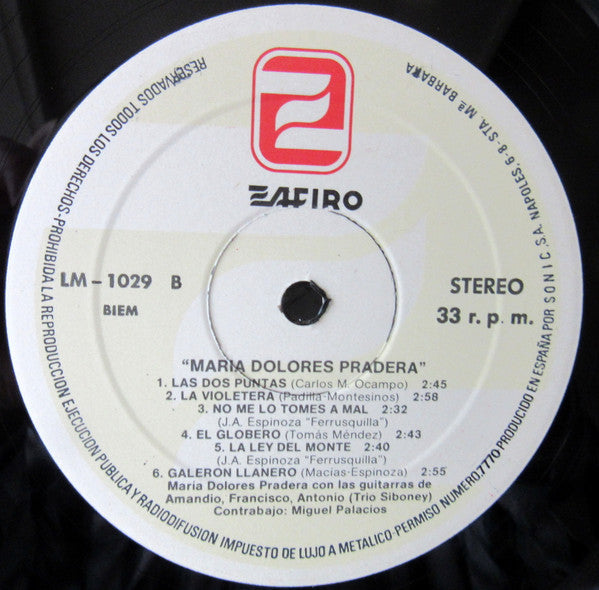 RESERVADOS TODOS LOS DERECHOS-PROHIBIDA LA REPRODUCCION EJECUCION PUBLICA Y RADIODIFUSION IMPUESTO DE LUJO A METALICO-PERMISO NUMERO 7770 PRODUCIDO EN ESPAÑA POR SONIC, S.A. NAPOLES, 6-8-STA. Mª BARBARA
ZAFIRO
LM-1029 B
BIEM
STEREO
33 r. p. m.
"MARIA DOLORES PRADERA"
1. LAS DOS PUNTAS (Carlos M. Ocampo) 2:45
2. LA VIOLETERA (Padilla-Montesinos) 2:58
3. NO ME LO TOMES A MAL 2:32
(J.A. Espinoza "Ferrusquilla")
4. EL GLOBERO (Tomás Méndez) 2:43
5. LA LEY DEL MONTE 2:40
(J.A. Espinoza "Ferrusquilla")
6. GALERON LLANERO (Macías-Espinoza) 2:55
Maria Dolores Pradera con las guitarras de
Amandio, Francisco, Antonio (Trio Siboney)
Contrabajo: Miguel Palacios